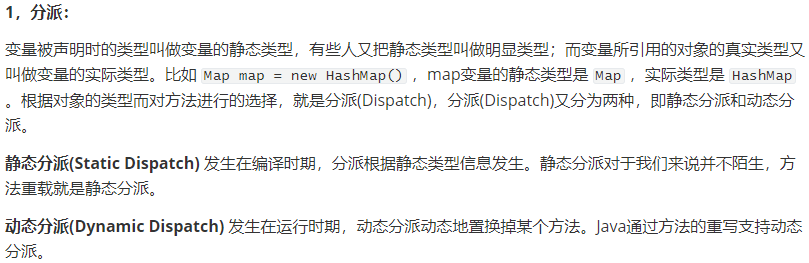 1，分派：
变量被声明时的类型叫做变量的静态类型，有些人又把静态类型叫做明显类型；而变量所引用的对象的真实类型又
叫做变量的实际类型。比如 Map map = new HashMap() ，map变量的静态类型是 Map ，实际类型是 HashMap
。根据对象的类型而对方法进行的选择，就是分派(Dispatch)，分派(Dispatch)又分为两种，即静态分派和动态分
派。
静态分派(Static Dispatch) 发生在编译时期，分派根据静态类型信息发生。静态分派对于我们来说并不陌生，方
法重载就是静态分派。
动态分派(Dynamic Dispatch) 发生在运行时期，动态分派动态地置换掉某个方法。Java通过方法的重写支持动态
分派。